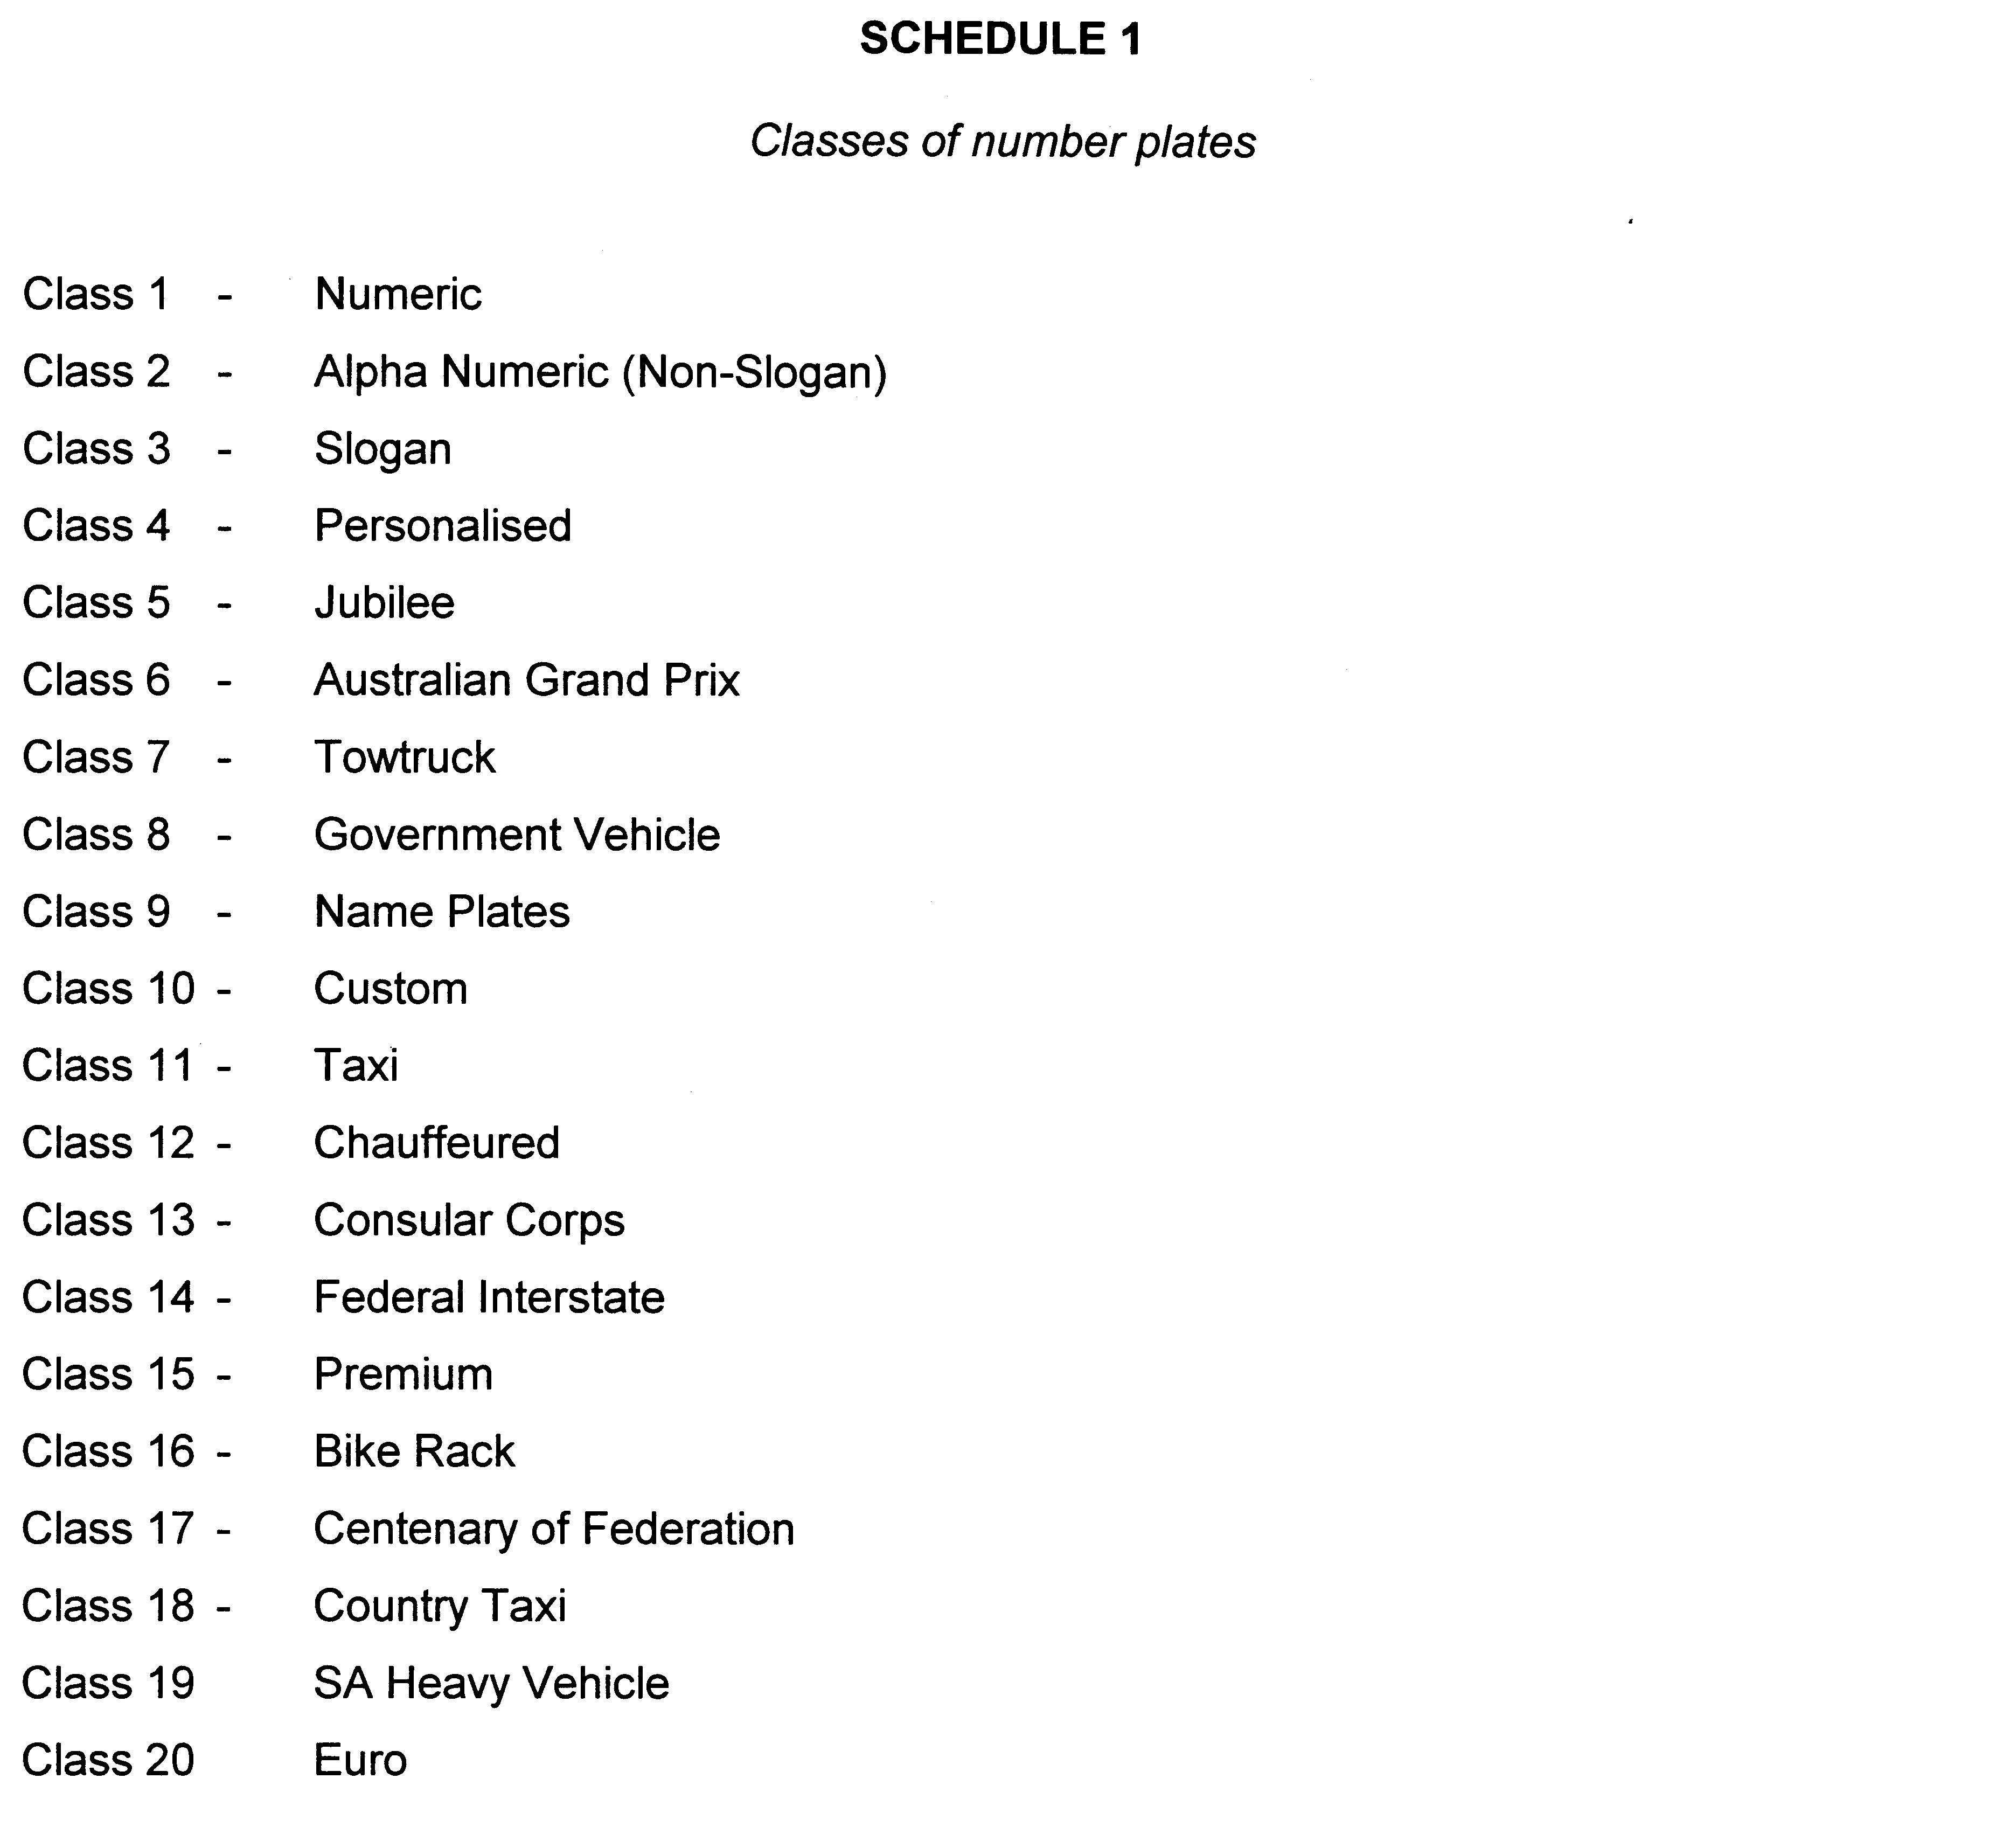 SCHEDULE 1
Classes of number plates
Class 1 - Numeric
Class 2 - Alpha Numeric (Non-Slogan)
Class 3 - Slogan
Class 4 - Personalised
Class 5 - Jubilee
Class 6 - Australian Grand Prix
Class 7 - Towtruck
Class 8 - Government Vehicle
Class 9 - Name Plates
Class 10 - Custom
Class 11 - Taxi
Class 12 - Chauffeured
Class 13 - Consular Corps
Class 14 - Federal Interstate
Class 15 - Premium
Class 16 - Bike Rack
Class 17 - Centenary of Federation
Class 18 - Country Taxi
Class 19 SA Heavy Vehicle
Class 20 Euro